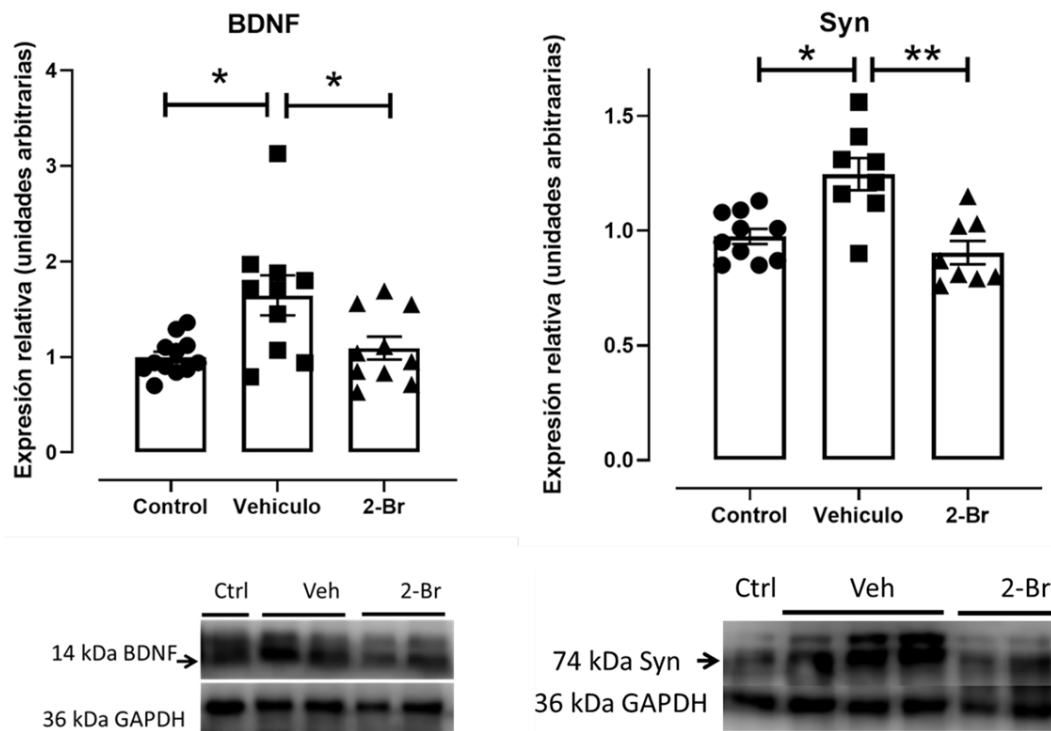 BDNF
Expresión relativa (unidades arbitrarias)
4
3
2
1
0
* *
Control Vehiculo 2-Br
Syn
Expresión relativa (unidades arbitraarias)
1.5
1.0
0.5
0.0
* **
Control Vehiculo 2-Br
Ctrl Veh 2-Br
14 kDa BDNF
36 kDa GAPDH
Ctrl Veh 2-Br
74 kDa Syn
36 kDa GAPDH